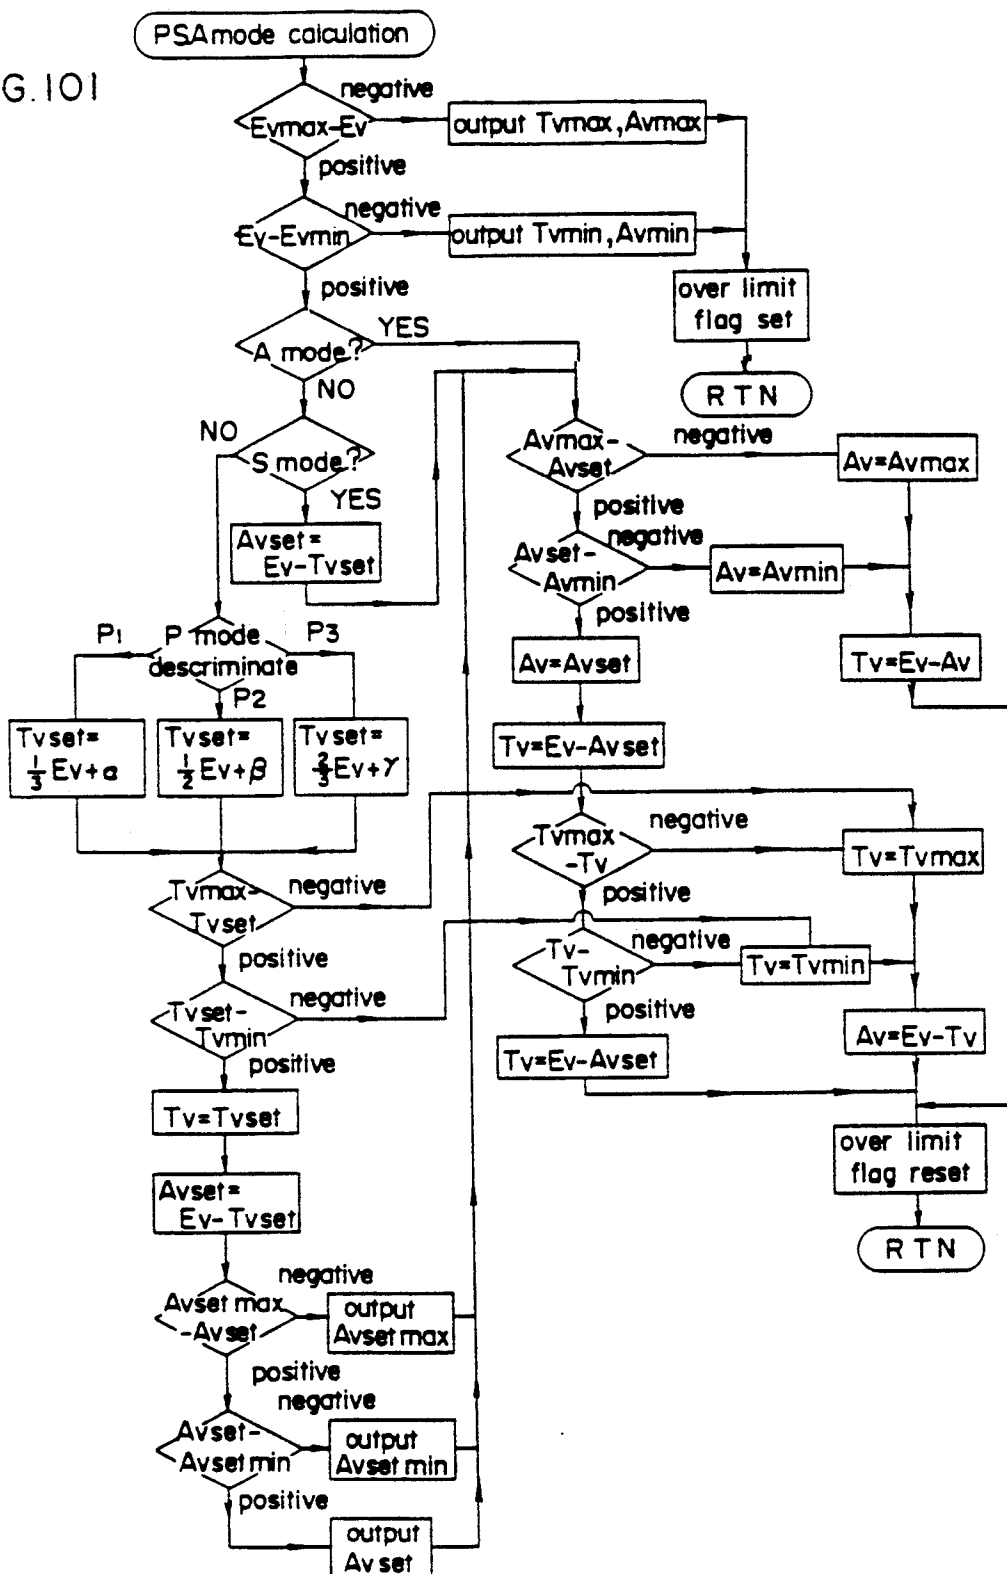 PSA mode calculation
G.101
negative
Evmax-Ev
output Tvmax, Avmax
positive
negative
Ev-Evmin
output Tvmin, Avmin
positive
over limit
flag set
YES
A mode?
NO
RTN
NO
S mode?
YES
Avset=
Ev-Tvset
Avmax-
Avset
negative
Av=Avmax
positive
negative
Avset-
Avmin
Av=Avmin
positive
P1
P mode
descriminate
P3
P2
Av=Avset
Tv=Ev-Av
Tvset=
1/3 Ev+α
Tvset=
1/2 Ev+β
Tvset=
2/3 Ev+γ
Tv=Ev-Avset
Tvmax
-Tv
negative
Tv=Tvmax
positive
Tvmax-
Tvset
negative
positive
Tv-
Tvmin
negative
Tv=Tvmin
positive
Tvset-
Tvmin
negative
positive
Tv=Ev-Avset
Av=Ev-Tv
Tv=Tvset
over limit
flag reset
Avset=
Ev-Tvset
RTN
negative
Avset max
-Avset
output
Avset max
positive
negative
Avset-
Avset min
output
Avset min
positive
output
Avset